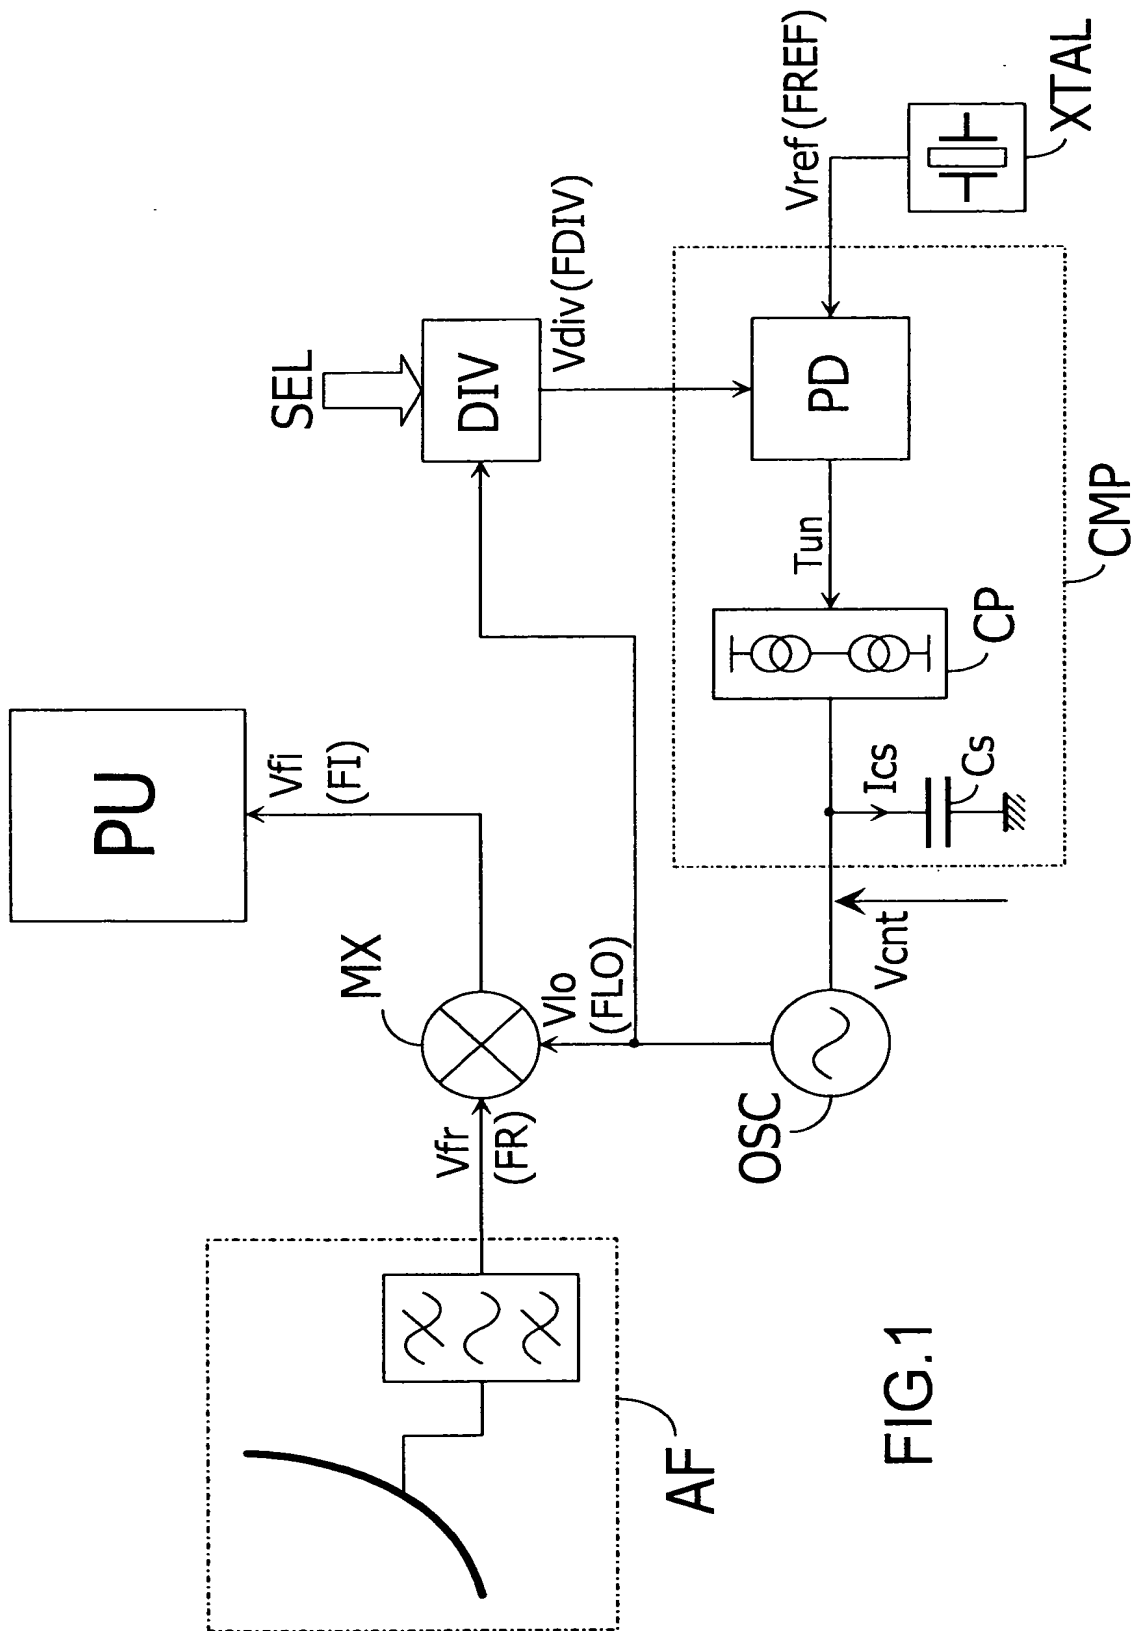 PU
Vfi
(FI)
SEL
DIV
Vdiv (FDIV)
MX
Vfr
(FR)
Vlo
(FLO)
AF
OSC
Vcnt
Ics
Cs
CP
Tun
PD
CMP
Vref (FREF)
XTAL
FIG.1